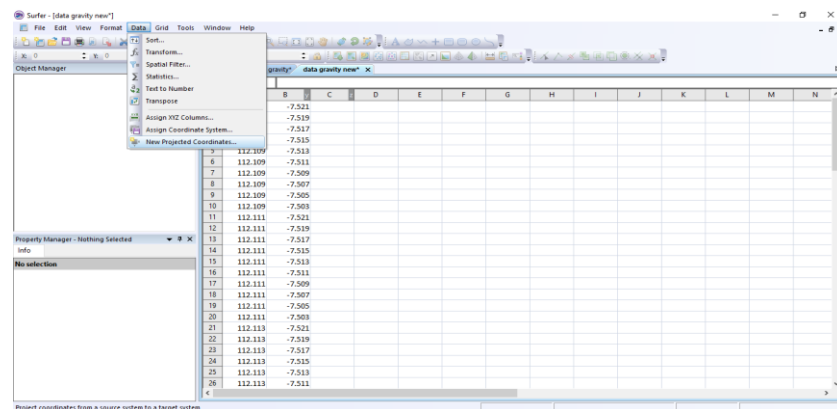 Surfer - [data gravity new*]
File Edit View Format Data Grid Tools Window Help
X: 0 Y: 0
Object Manager
gravity* data gravity new* X
Sort...
Transform...
Spatial Filter...
Statistics...
Text to Number
Transpose
Assign XYZ Columns...
Assign Coordinate System...
New Projected Coordinates...
B C D E F G H I J K L M N
-7.521
-7.519
-7.517
-7.515
5 112.109 -7.513
6 112.109 -7.511
7 112.109 -7.509
8 112.109 -7.507
9 112.109 -7.505
10 112.109 -7.503
11 112.111 -7.521
12 112.111 -7.519
13 112.111 -7.517
14 112.111 -7.515
15 112.111 -7.513
16 112.111 -7.511
17 112.111 -7.509
18 112.111 -7.507
19 112.111 -7.505
20 112.111 -7.503
21 112.113 -7.521
22 112.113 -7.519
23 112.113 -7.517
24 112.113 -7.515
25 112.113 -7.513
26 112.113 -7.511
Property Manager - Nothing Selected
Info
No selection
Project coordinates from a source system to a target system